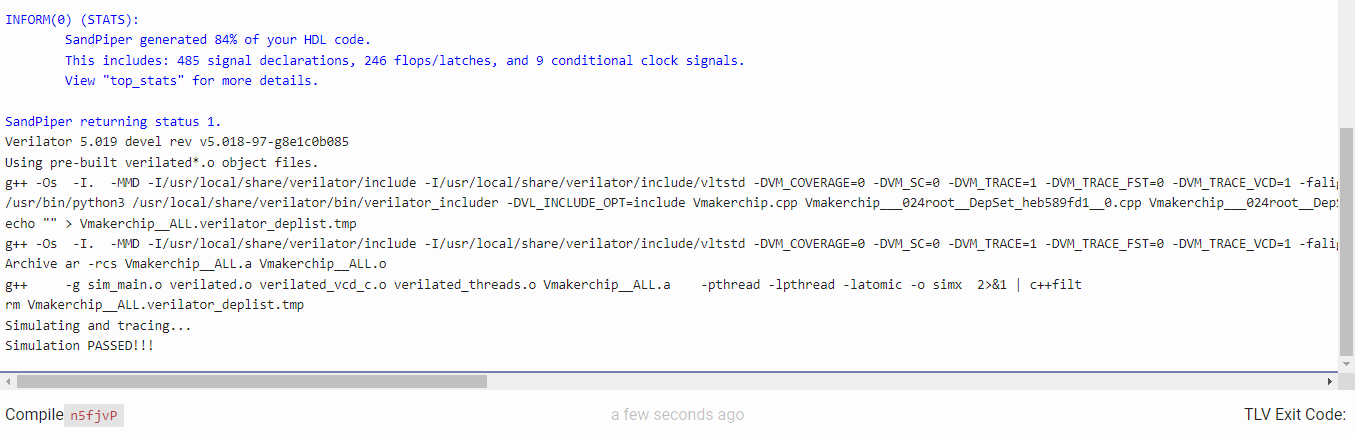 INFORM(0) (STATS):
SandPiper generated 84% of your HDL code.
This includes: 485 signal declarations, 246 flops/latches, and 9 conditional clock signals.
View "top_stats" for more details.
SandPiper returning status 1.
Verilator 5.019 devel rev v5.018-97-g8e1c0b085
Using pre-built verilated*.o object files.
g++ -Os -I. -MMD -I/usr/local/share/verilator/include -I/usr/local/share/verilator/include/vltstd -DVM_COVERAGE=0 -DVM_SC=0 -DVM_TRACE=1 -DVM_TRACE_FST=0 -DVM_TRACE_VCD=1 -falig
/usr/bin/python3 /usr/local/share/verilator/bin/verilator_includer -DVL_INCLUDE_OPT=include Vmakerchip.cpp Vmakerchip___024root__DepSet_heb589fd1__0.cpp Vmakerchip___024root__DepS
echo "" > Vmakerchip__ALL.verilator_deplist.tmp
g++ -Os -I. -MMD -I/usr/local/share/verilator/include -I/usr/local/share/verilator/include/vltstd -DVM_COVERAGE=0 -DVM_SC=0 -DVM_TRACE=1 -DVM_TRACE_FST=0 -DVM_TRACE_VCD=1 -falig
Archive ar -rcs Vmakerchip__ALL.a Vmakerchip__ALL.o
g++ -g sim_main.o verilated.o verilated_vcd_c.o verilated_threads.o Vmakerchip__ALL.a -pthread -lpthread -latomic -o simx 2>&1 | c++filt
rm Vmakerchip__ALL.verilator_deplist.tmp
Simulating and tracing...
Simulation PASSED!!!
Compile n5fjvP a few seconds ago TLV Exit Code: